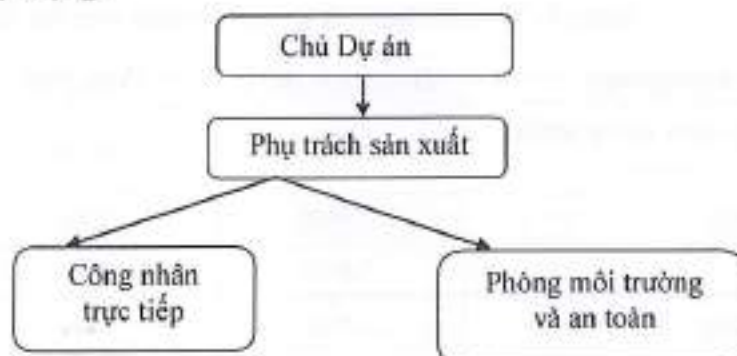 Chủ Dự án
Phụ trách sản xuất
Công nhân
trực tiếp
Phòng môi trường
và an toàn